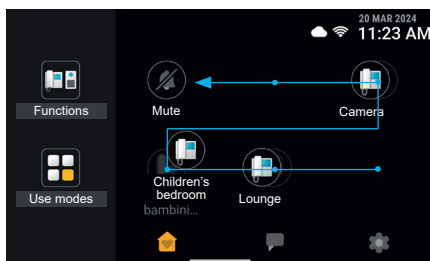 20 MAR 2024
11:23 AM
Functions
Mute
Camera
Use modes
Children's
bedroom
bambini...
Lounge